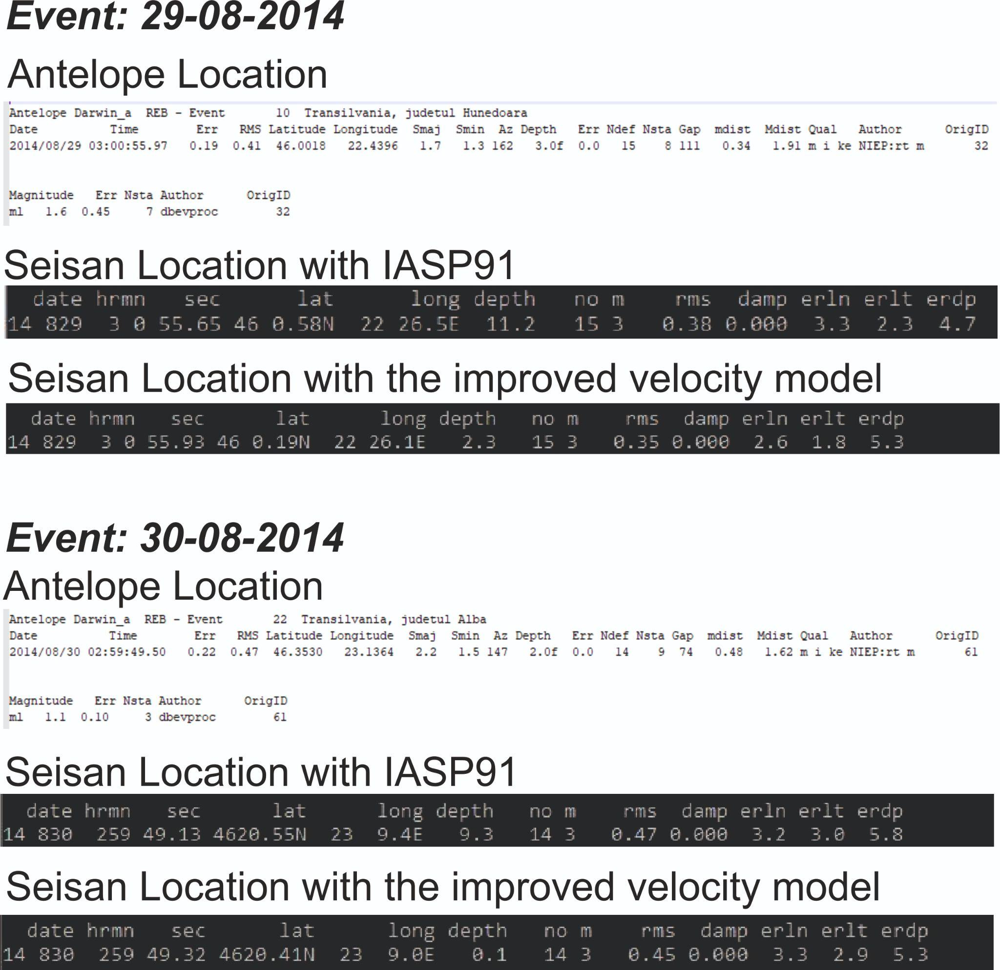 Event: 29-08-2014
Antelope Location
Antelope Darwin_a REB - Event 10 Transilvania, judetul Hunedoara
Date Time Err RMS Latitude Longitude Smaj Smin Az Depth Err Ndef Nsta Gap mdist Mdist Qual Author OrigID
2014/08/29 03:00:55.97 0.19 0.41 46.0018 22.4396 1.7 1.3 162 3.0f 0.0 15 8 111 0.34 1.91 m i ke NIEP:rt m 32
Magnitude Err Nsta Author OrigID
ml 1.6 0.45 7 dbevproc 32
Seisan Location with IASP91
date hrmn sec lat long depth no m rms damp erln erlt erdp
14 829 3 0 55.65 46 0.58N 22 26.5E 11.2 15 3 0.38 0.000 3.3 2.3 4.7
Seisan Location with the improved velocity model
date hrmn sec lat long depth no m rms damp erln erlt erdp
14 829 3 0 55.93 46 0.19N 22 26.1E 2.3 15 3 0.35 0.000 2.6 1.8 5.3
Event: 30-08-2014
Antelope Location
Antelope Darwin_a REB - Event 22 Transilvania, judetul Alba
Date Time Err RMS Latitude Longitude Smaj Smin Az Depth Err Ndef Nsta Gap mdist Mdist Qual Author OrigID
2014/08/30 02:59:49.50 0.22 0.47 46.3530 23.1364 2.2 1.5 147 2.0f 0.0 14 9 74 0.48 1.62 m i ke NIEP:rt m 61
Magnitude Err Nsta Author OrigID
ml 1.1 0.10 3 dbevproc 61
Seisan Location with IASP91
date hrmn sec lat long depth no m rms damp erln erlt erdp
14 830 259 49.13 4620.55N 23 9.4E 9.3 14 3 0.47 0.000 3.2 3.0 5.8
Seisan Location with the improved velocity model
date hrmn sec lat long depth no m rms damp erln erlt erdp
14 830 259 49.32 4620.41N 23 9.0E 0.1 14 3 0.45 0.000 3.3 2.9 5.3